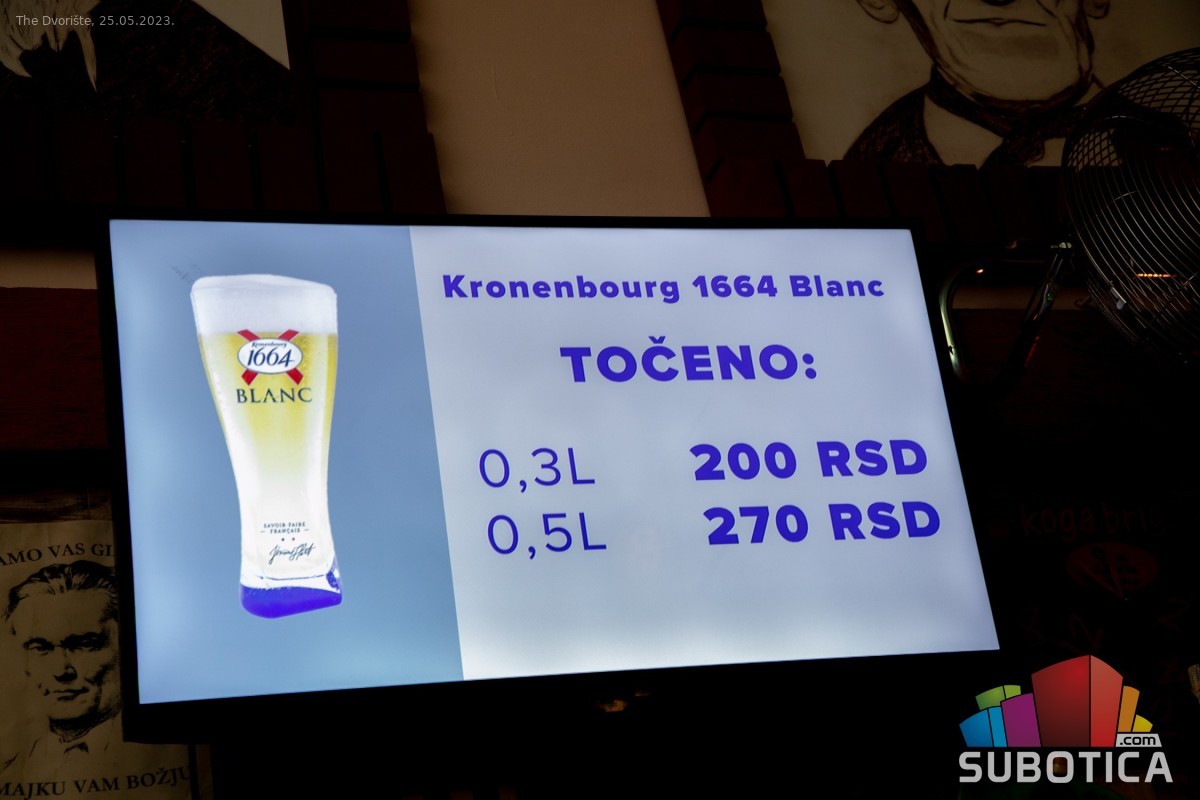 The Dvorište, 25.05.2023.
Kronenbourg 1664 Blanc
TOČENO:
0,3L 200 RSD
0,5L 270 RSD
Kronenbourg
1664
BLANC
SAVOIR-FAIRE
FRANÇAIS
AMO VAS
MAJKU VAM BOŽJU
.com
SUBOTICA